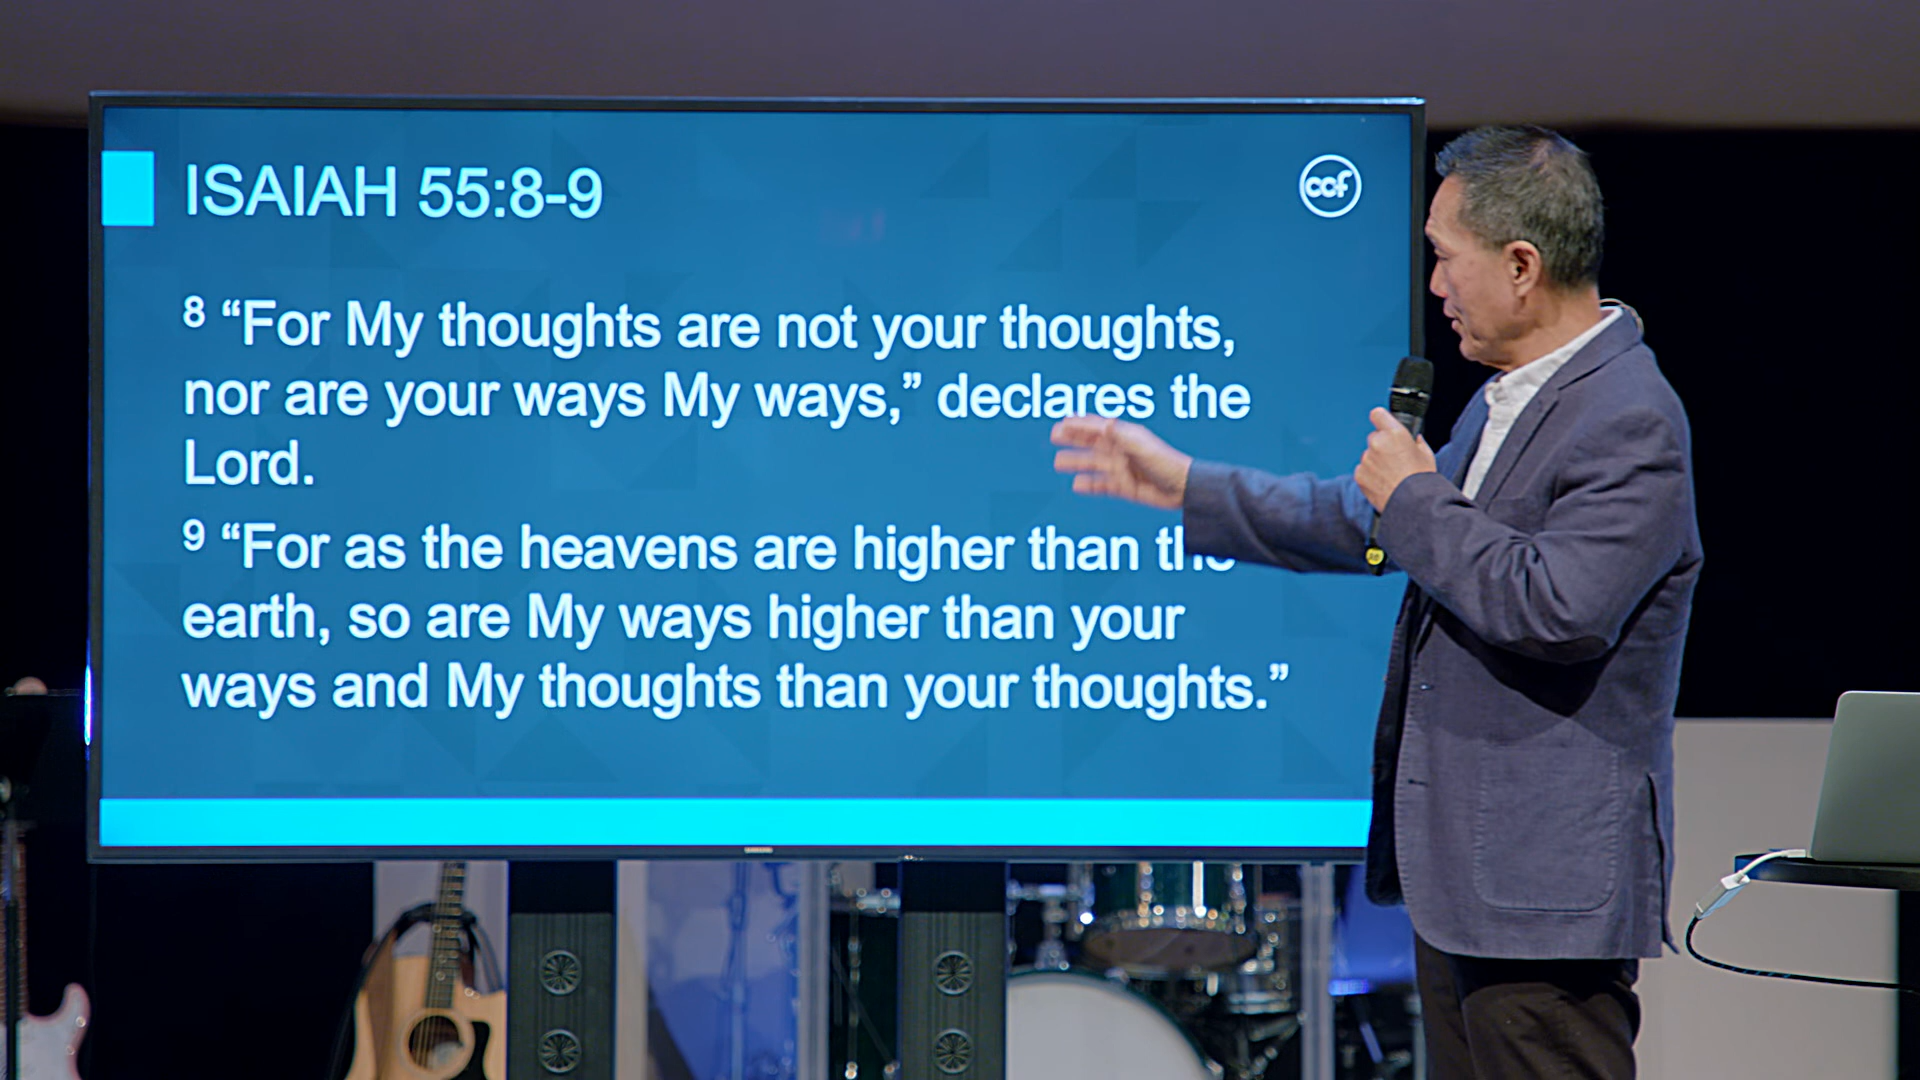 ISAIAH 55:8-9
ccf
8 “For My thoughts are not your thoughts,
nor are your ways My ways,” declares the
Lord.
9 “For as the heavens are higher than the
earth, so are My ways higher than your
ways and My thoughts than your thoughts.”